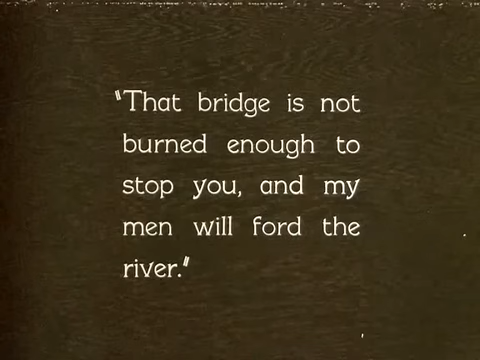 "That bridge is not
burned enough to
stop you, and my
men will ford the
river."